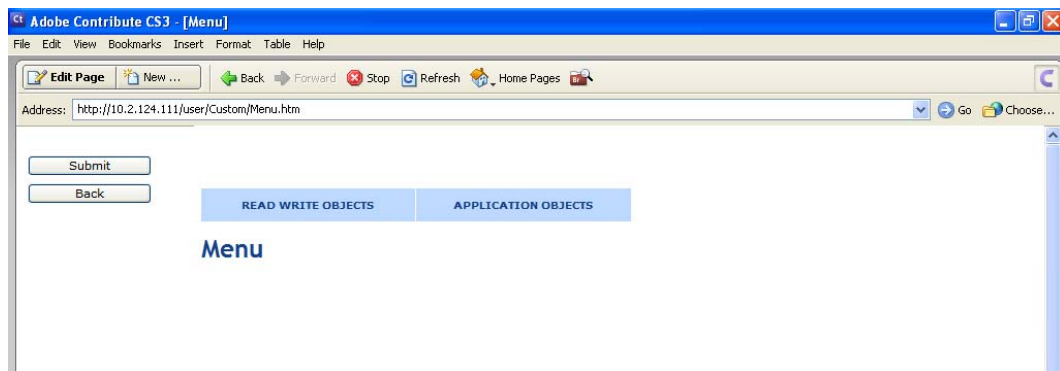 Ct Adobe Contribute CS3 - [Menu]
File Edit View Bookmarks Insert Format Table Help
Edit Page New ... Back Forward Stop Refresh Home Pages Br
Address: http://10.2.124.111/user/Custom/Menu.htm Go Choose...
Submit
Back
READ WRITE OBJECTS APPLICATION OBJECTS
Menu